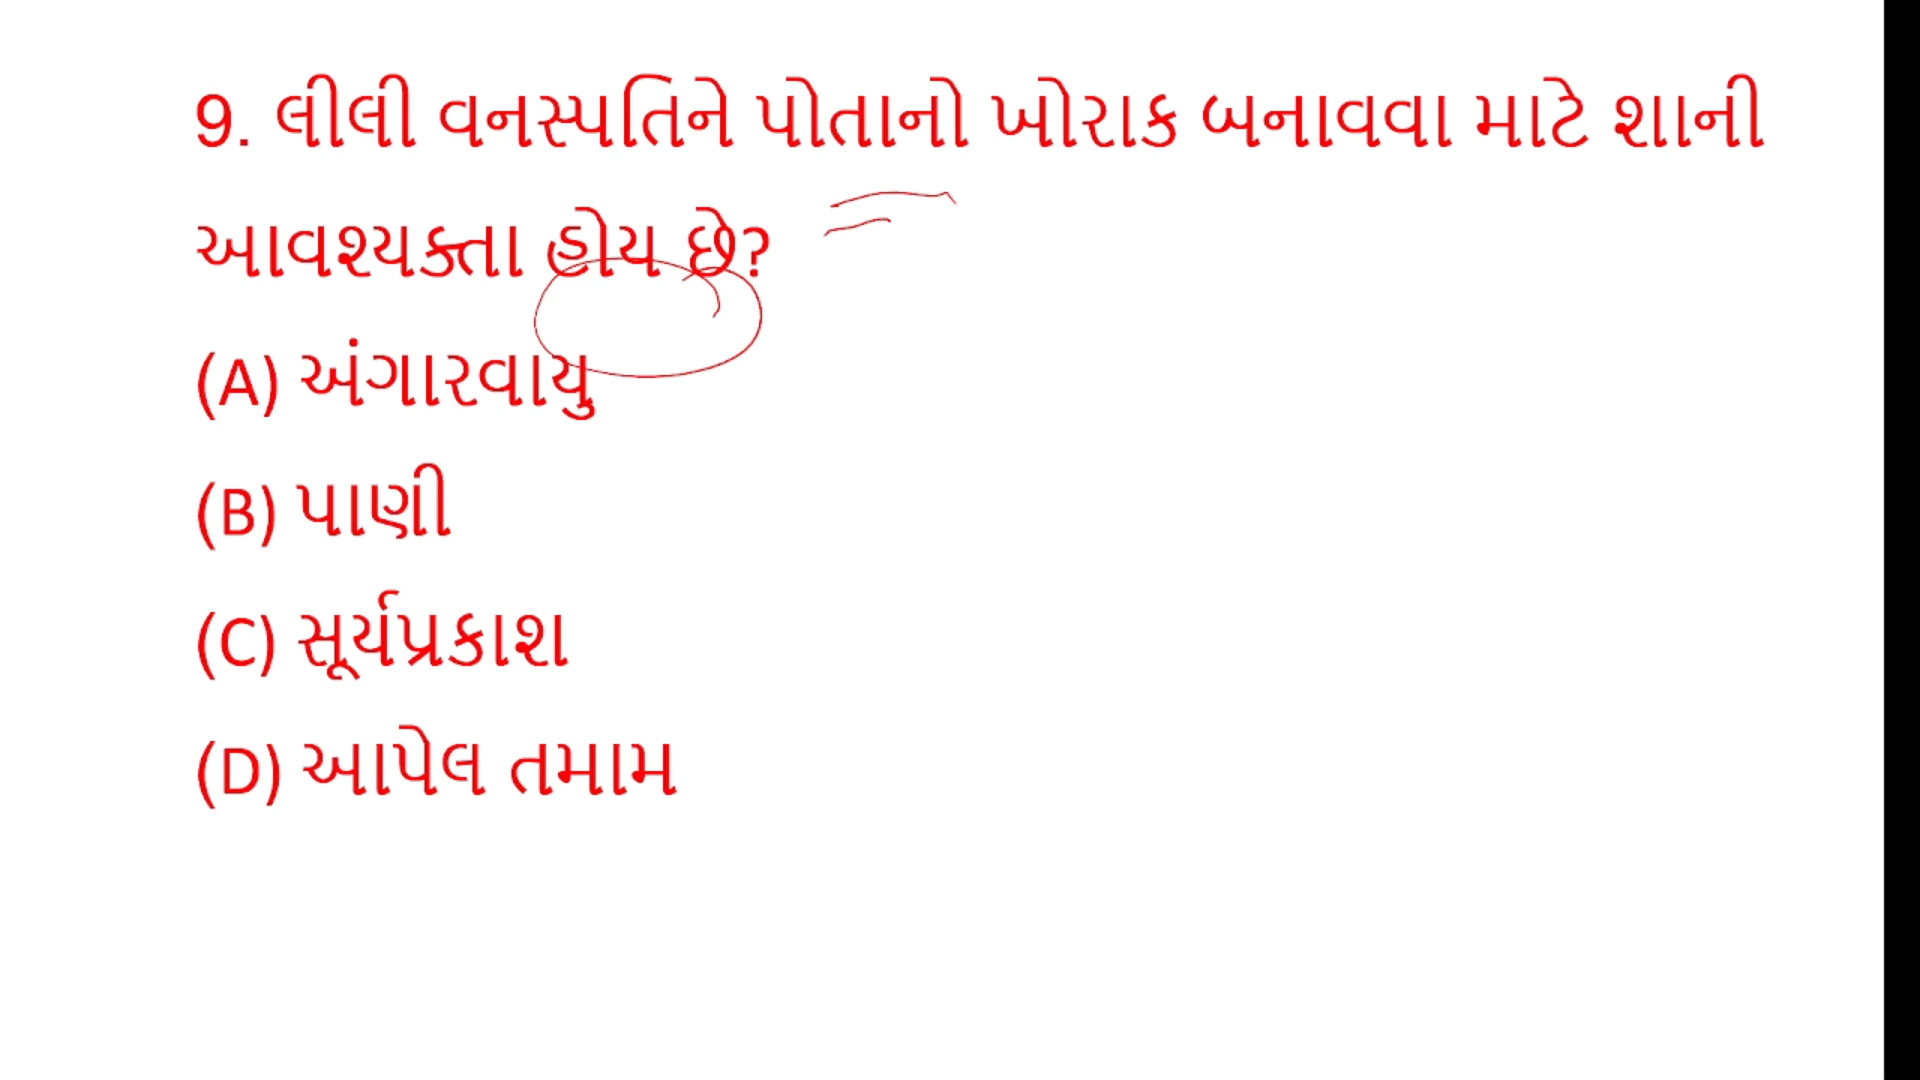 9. લીલી વનસ્પતિને પોતાનો ખોરાક બનાવવા માટે શાની
આવશ્યક્તા હોય છે?
(A) અંગારવાયુ
(B) પાણી
(C) સૂર્યપ્રકાશ
(D) આપેલ તમામ